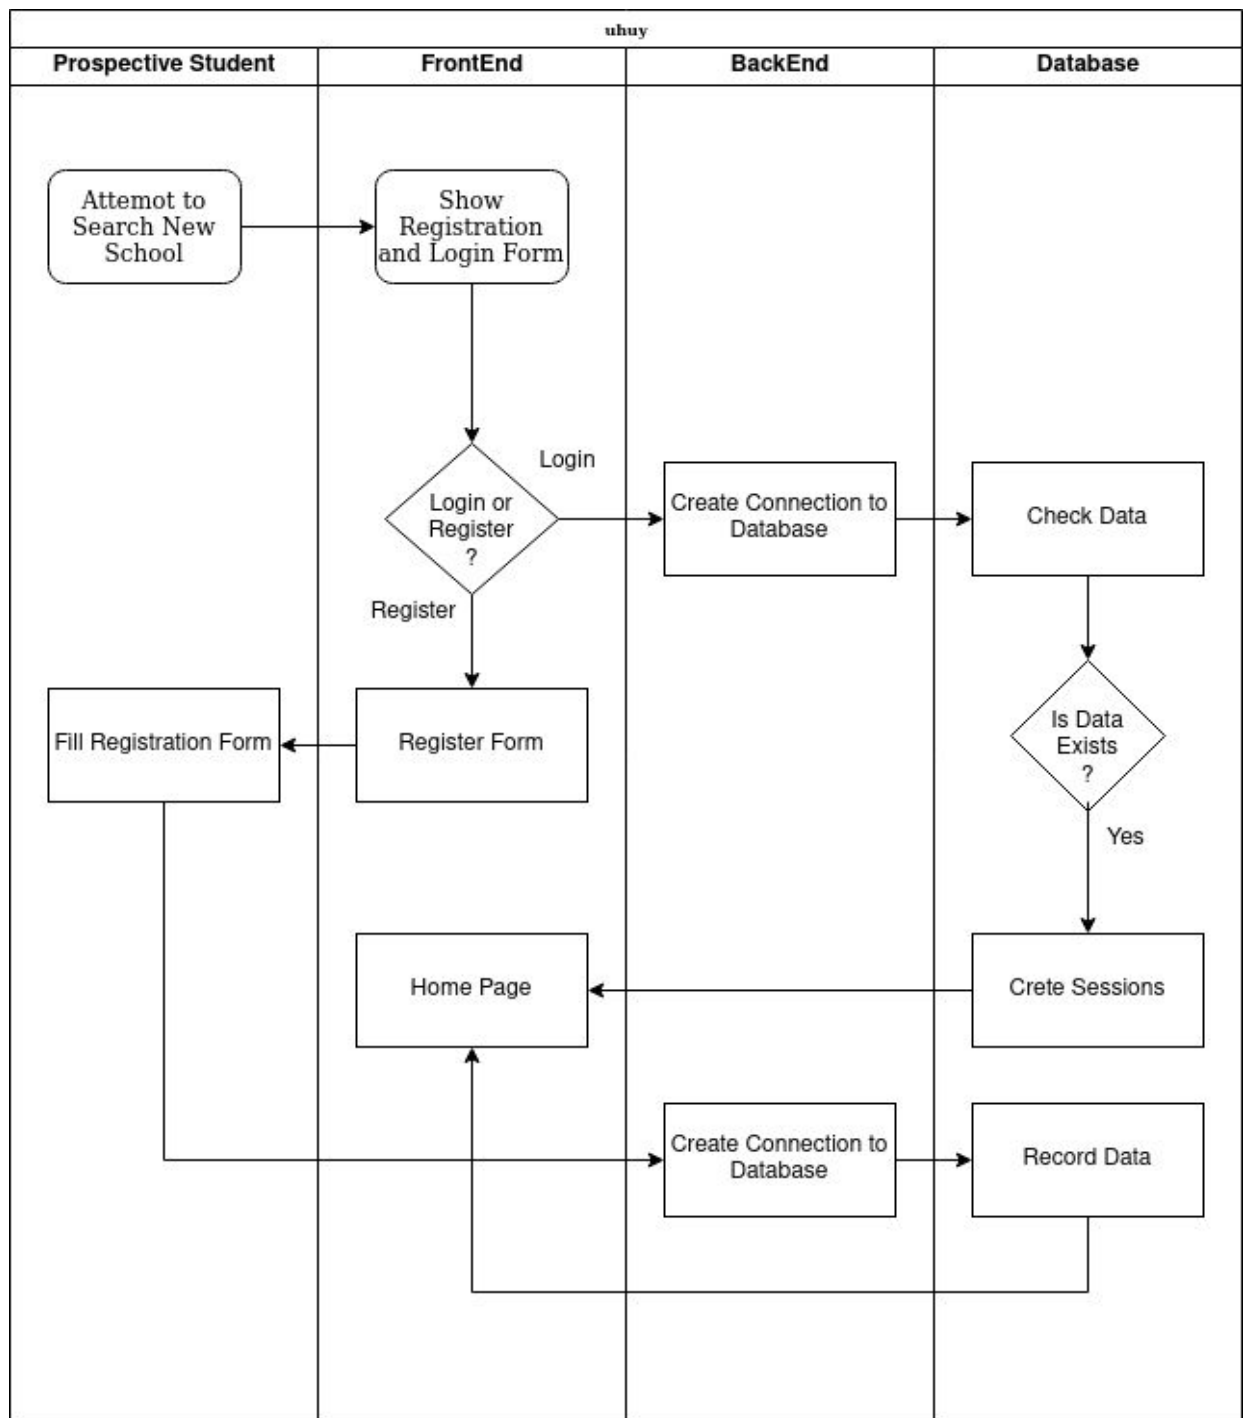 uhuy
Prospective Student
FrontEnd
BackEnd
Database
Attemot to
Search New
School
Show
Registration
and Login Form
Login
Login or
Register
?
Create Connection to
Database
Check Data
Register
Fill Registration Form
Register Form
Is Data
Exists
?
Yes
Home Page
Crete Sessions
Create Connection to
Database
Record Data